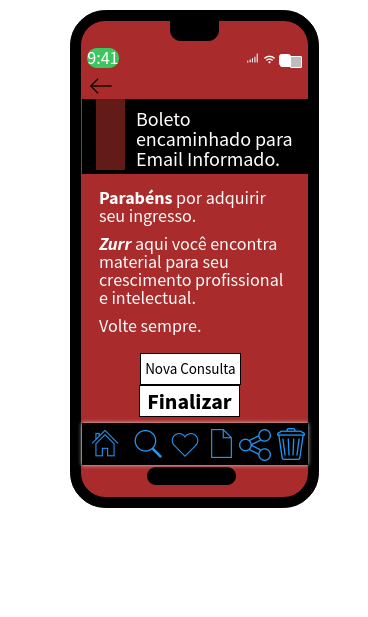 9:41
Boleto
encaminhado para
Email Informado.
Parabéns por adquirir
seu ingresso.
Zurr aqui você encontra
material para seu
crescimento profissional
e intelectual.
Volte sempre.
Nova Consulta
Finalizar